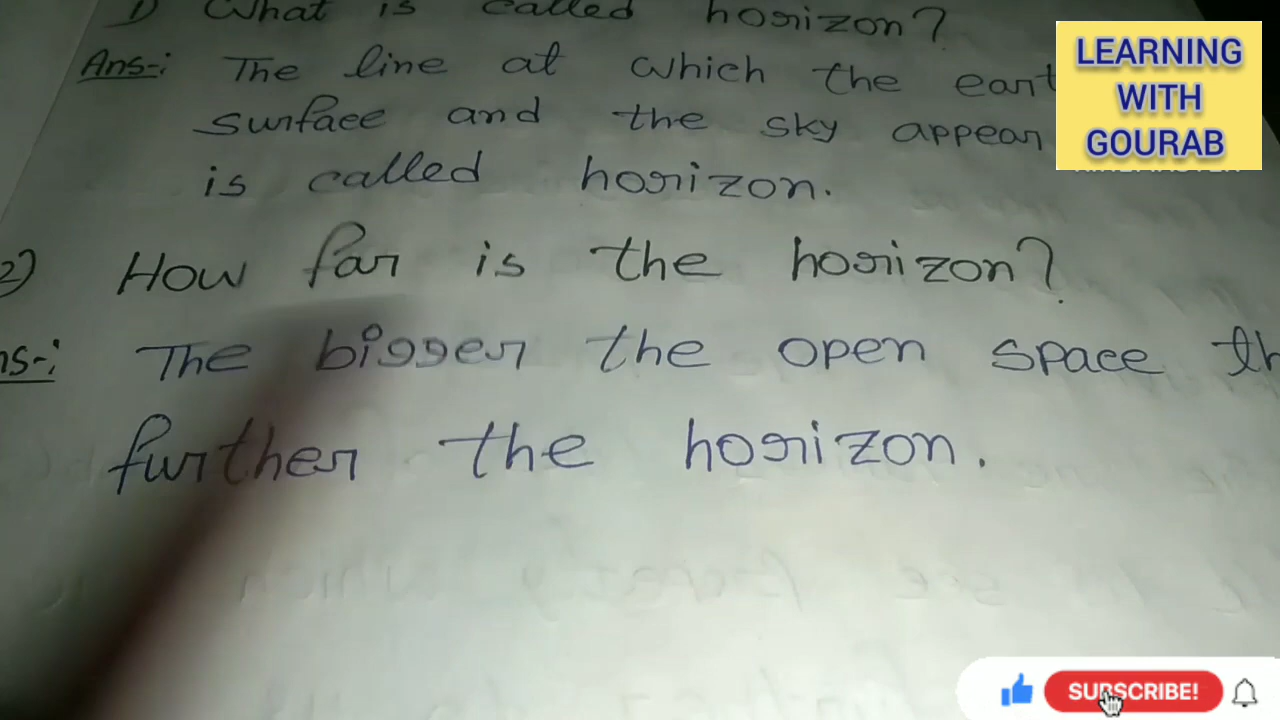 1) What is called horizon?
Ans-: The line at which the eart
surface and the sky appear
is called horizon.
2) How far is the horizon?
ns-: The bigger the open space th
further the horizon.
LEARNING
WITH
GOURAB
SUBSCRIBE!